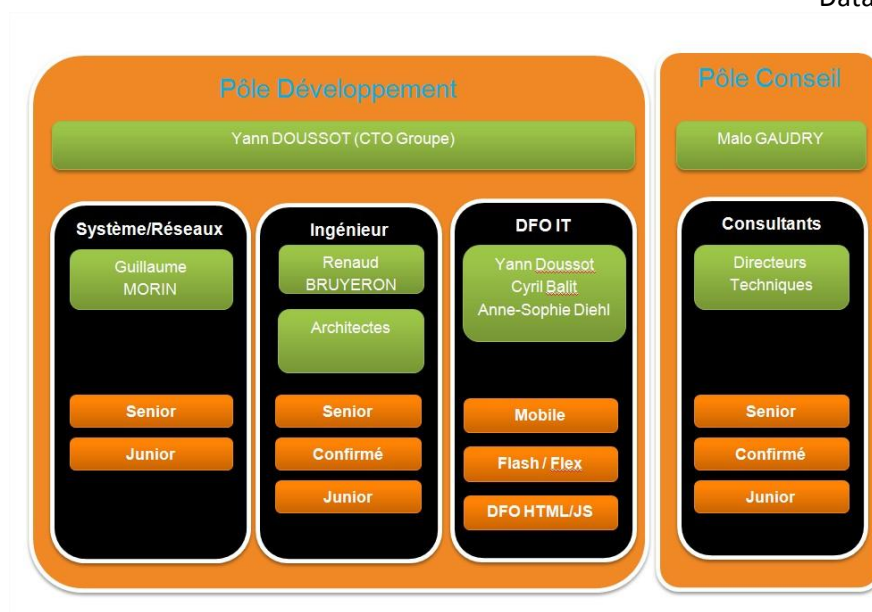 Data
Pôle Développement
Yann DOUSSOT (CTO Groupe)
Système/Réseaux
Guillaume
MORIN
Senior
Junior
Ingénieur
Renaud
BRUYERON
Architectes
Senior
Confirmé
Junior
DFO IT
Yann Doussot
Cyril Balit
Anne-Sophie Diehl
Mobile
Flash / Flex
DFO HTML/JS
Pôle Conseil
Malo GAUDRY
Consultants
Directeurs
Techniques
Senior
Confirmé
Junior